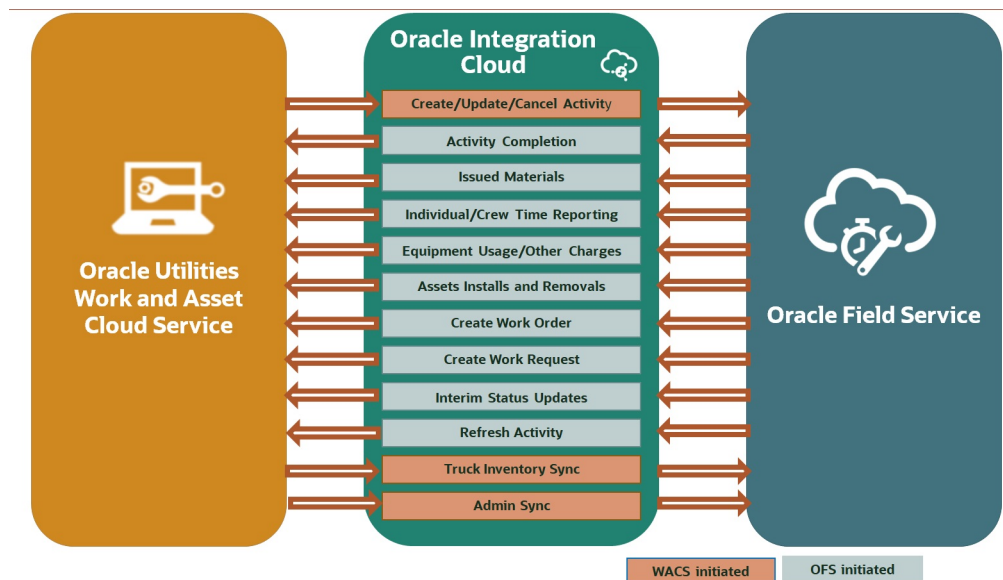 Oracle Integration
Cloud
Create/Update/Cancel Activity
Activity Completion
Issued Materials
Individual/Crew Time Reporting
Equipment Usage/Other Charges
Assets Installs and Removals
Create Work Order
Create Work Request
Interim Status Updates
Refresh Activity
Truck Inventory Sync
Admin Sync
Oracle Utilities
Work and Asset
Cloud Service
Oracle Field Service
WACS initiated
OFS initiated